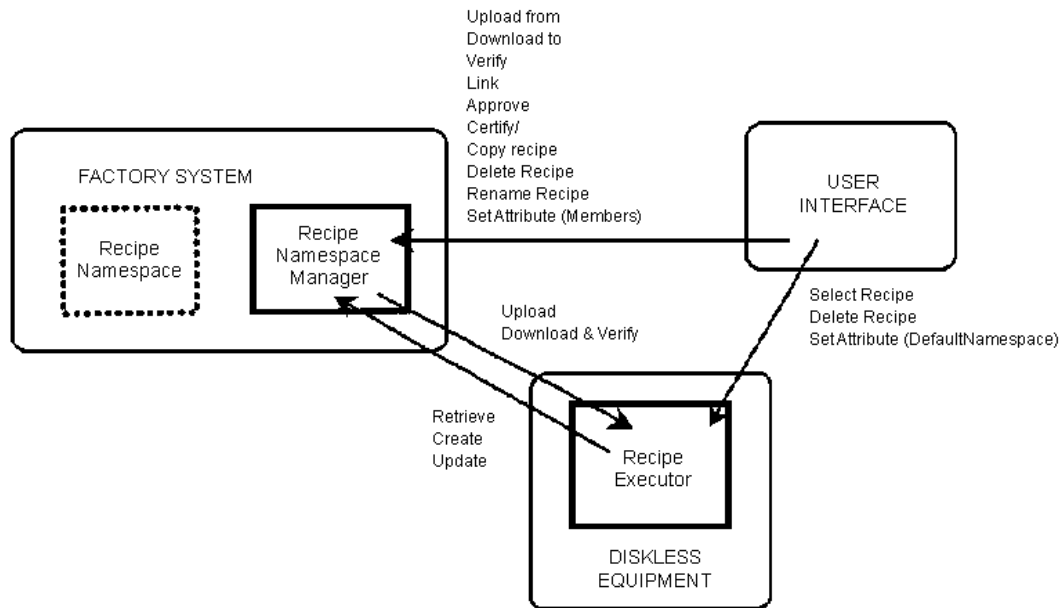 Upload from
Download to
Verify
Link
Approve
Certify/
Copy recipe
Delete Recipe
Rename Recipe
SetAttribute (Members)
FACTORY SYSTEM
Recipe
Namespace
Recipe
Namespace
Manager
USER
INTERFACE
Upload
Download & Verify
Select Recipe
Delete Recipe
SetAttribute (DefaultNamespace)
Retrieve
Create
Update
Recipe
Executor
DISKLESS
EQUIPMENT